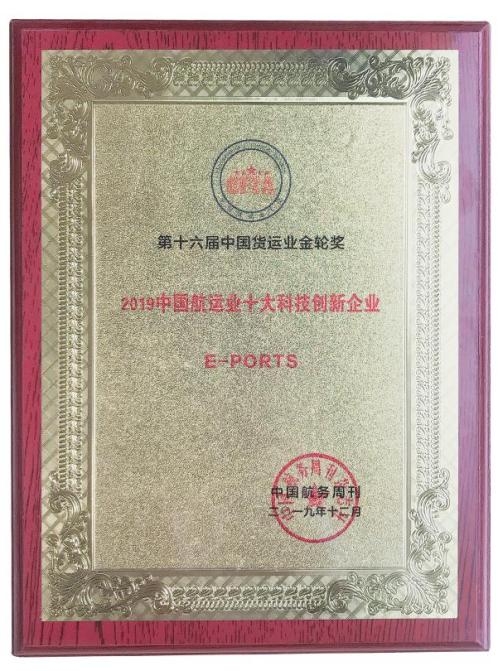 第十六届中国货运业金轮奖
2019中国航运业十大科技创新企业
E-PORTS
中国航务周刊
二〇一九年十二月